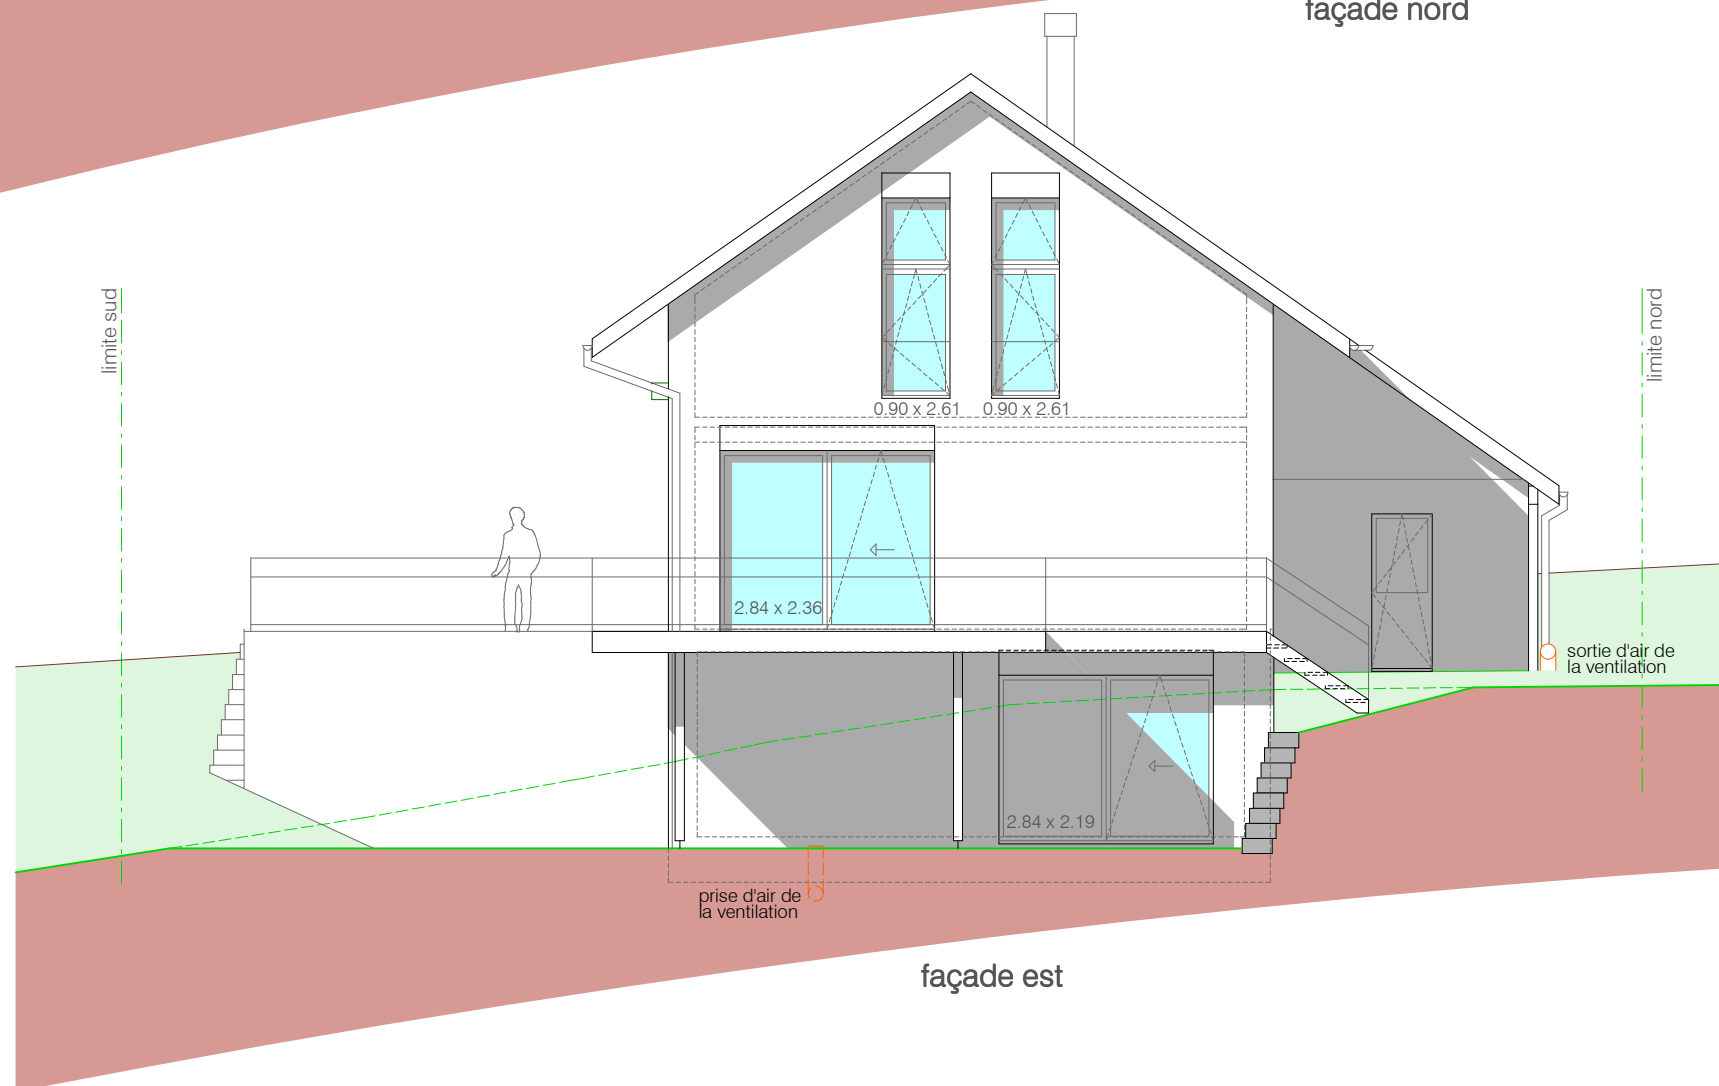 façade nord
limite sud
limite nord
0.90 x 2.61
0.90 x 2.61
2.84 x 2.36
sortie d'air de
la ventilation
2.84 x 2.19
prise d'air de
la ventilation
façade est